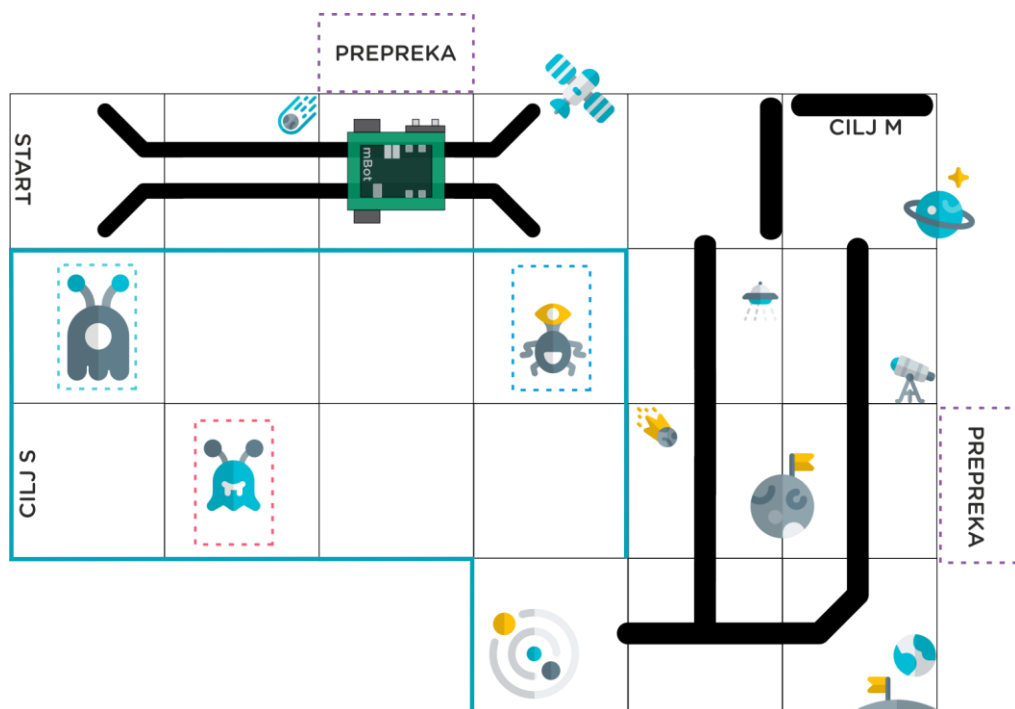 PREPREKA
START
mBot
CILJ M
CILJ S
PREPREKA